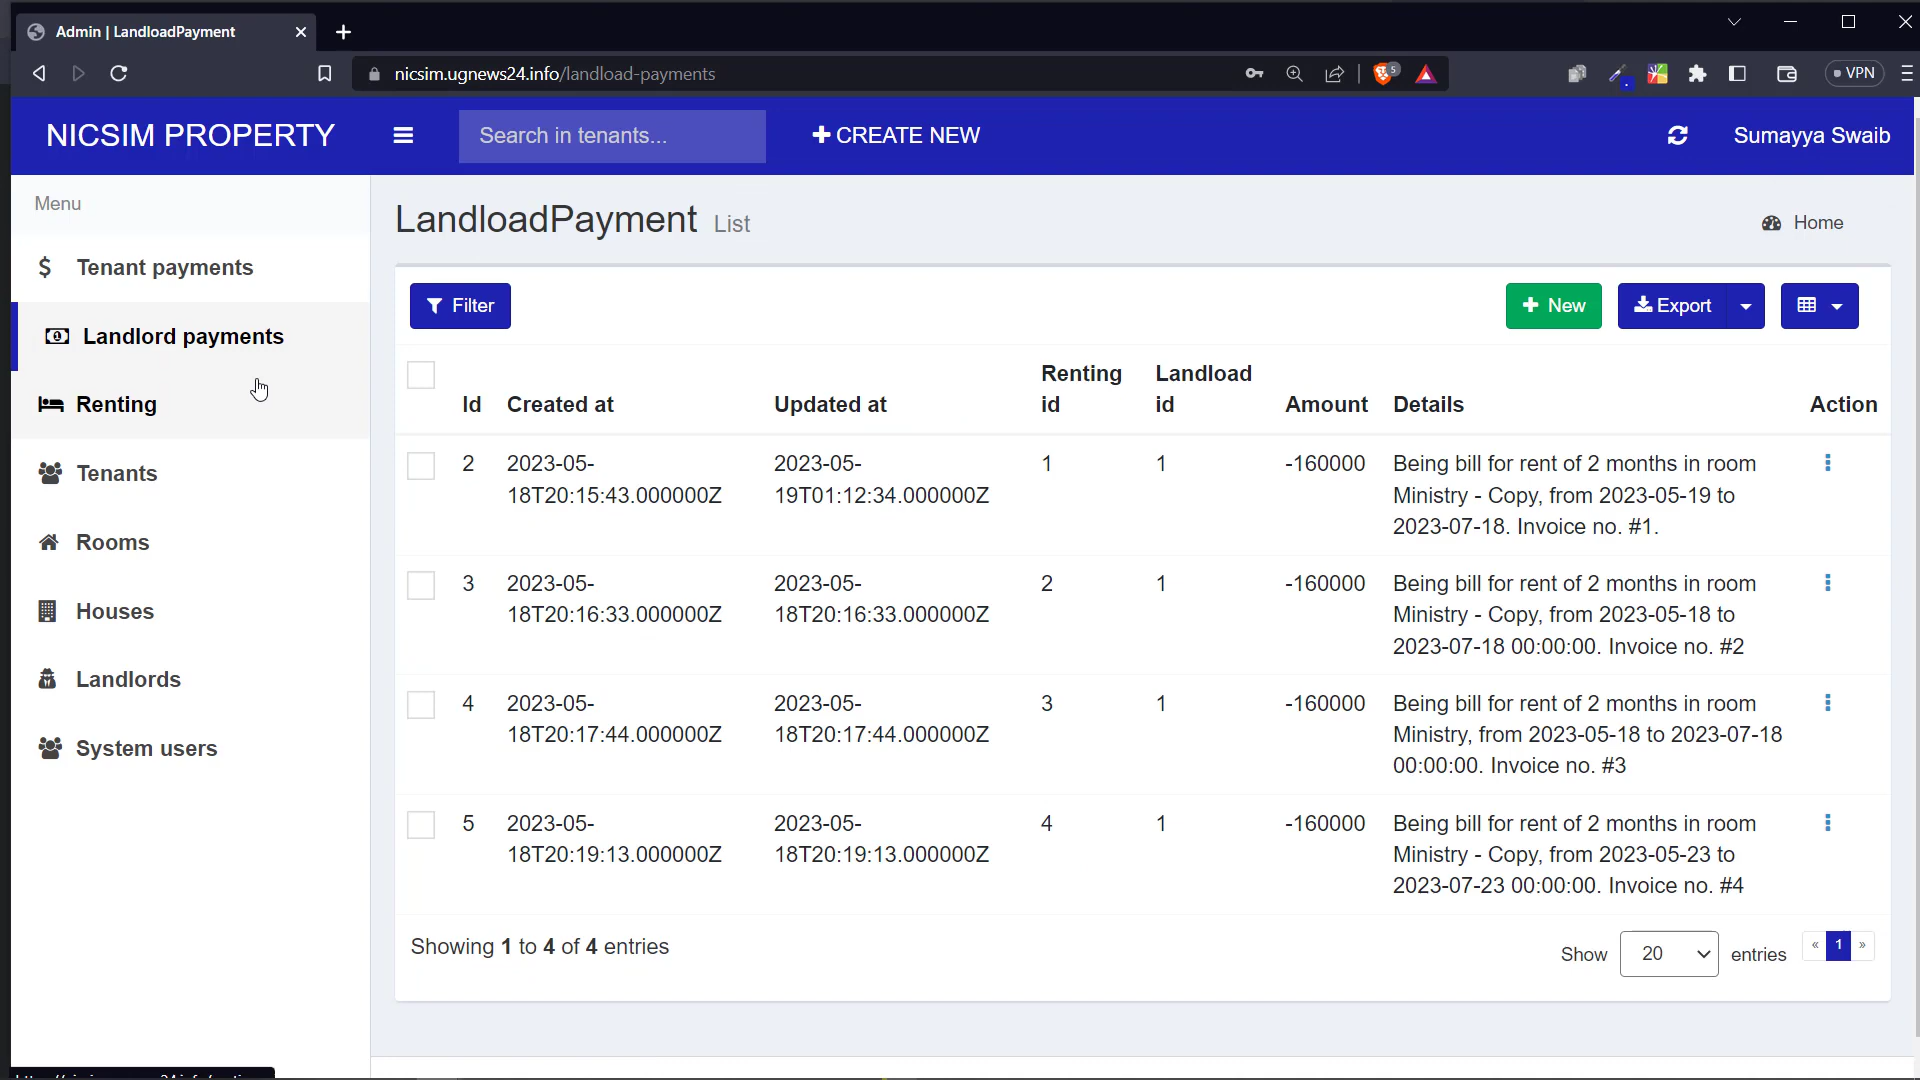 Admin | LandloadPayment
nicsim.ugnews24.info/landload-payments
5
VPN
NICSIM PROPERTY
Search in tenants...
CREATE NEW
Sumayya Swaib
Menu
Tenant payments
Landlord payments
Renting
Tenants
Rooms
Houses
Landlords
System users
LandloadPayment List
Home
Filter
New
Export
Id
Created at
Updated at
Renting
id
Landload
id
Amount
Details
Action
2
2023-05-
18T20:15:43.000000Z
2023-05-
19T01:12:34.000000Z
1
1
-160000
Being bill for rent of 2 months in room
Ministry - Copy, from 2023-05-19 to
2023-07-18. Invoice no. #1.
3
2023-05-
18T20:16:33.000000Z
2023-05-
18T20:16:33.000000Z
2
1
-160000
Being bill for rent of 2 months in room
Ministry - Copy, from 2023-05-18 to
2023-07-18 00:00:00. Invoice no. #2
4
2023-05-
18T20:17:44.000000Z
2023-05-
18T20:17:44.000000Z
3
1
-160000
Being bill for rent of 2 months in room
Ministry, from 2023-05-18 to 2023-07-18
00:00:00. Invoice no. #3
5
2023-05-
18T20:19:13.000000Z
2023-05-
18T20:19:13.000000Z
4
1
-160000
Being bill for rent of 2 months in room
Ministry - Copy, from 2023-05-23 to
2023-07-23 00:00:00. Invoice no. #4
Showing 1 to 4 of 4 entries
Show 20 entries
« 1 »